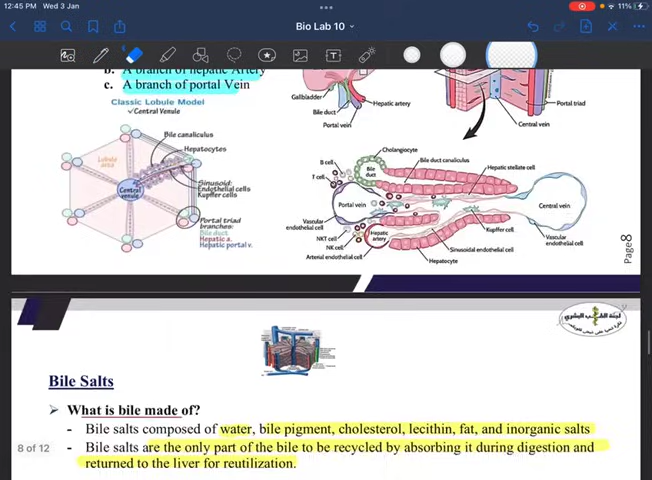 12:45 PM Wed 3 Jan
11%
Bio Lab 10
b. A branch of hepatic Artery
c. A branch of portal Vein
Classic Lobule Model
✓Central Venule
Bile canaliculus
Hepatocytes
Lobule area
Central venule
Sinusoid:
Endothelial cells
Kupffer cells
Portal triad
branches:
Bile duct
Hepatic a.
Hepatic portal v.
Gallbladder
Bile duct
Portal vein
Hepatic artery
Portal triad
Central vein
Cholangiocyte
B cell
T cell
Bile duct
Bile duct canaliculus
Hepatic stellate cell
Portal vein
Central vein
Vascular endothelial cell
NKT cell
NK cell
Hepatic artery
Arterial endothelial cell
Kupffer cell
Sinusoidal endothelial cell
Hepatocyte
Vascular endothelial cell
Page8
لجنة الطب البشري
Bile Salts
➢ What is bile made of?
- Bile salts composed of water, bile pigment, cholesterol, lecithin, fat, and inorganic salts
- Bile salts are the only part of the bile to be recycled by absorbing it during digestion and
returned to the liver for reutilization.
8 of 12